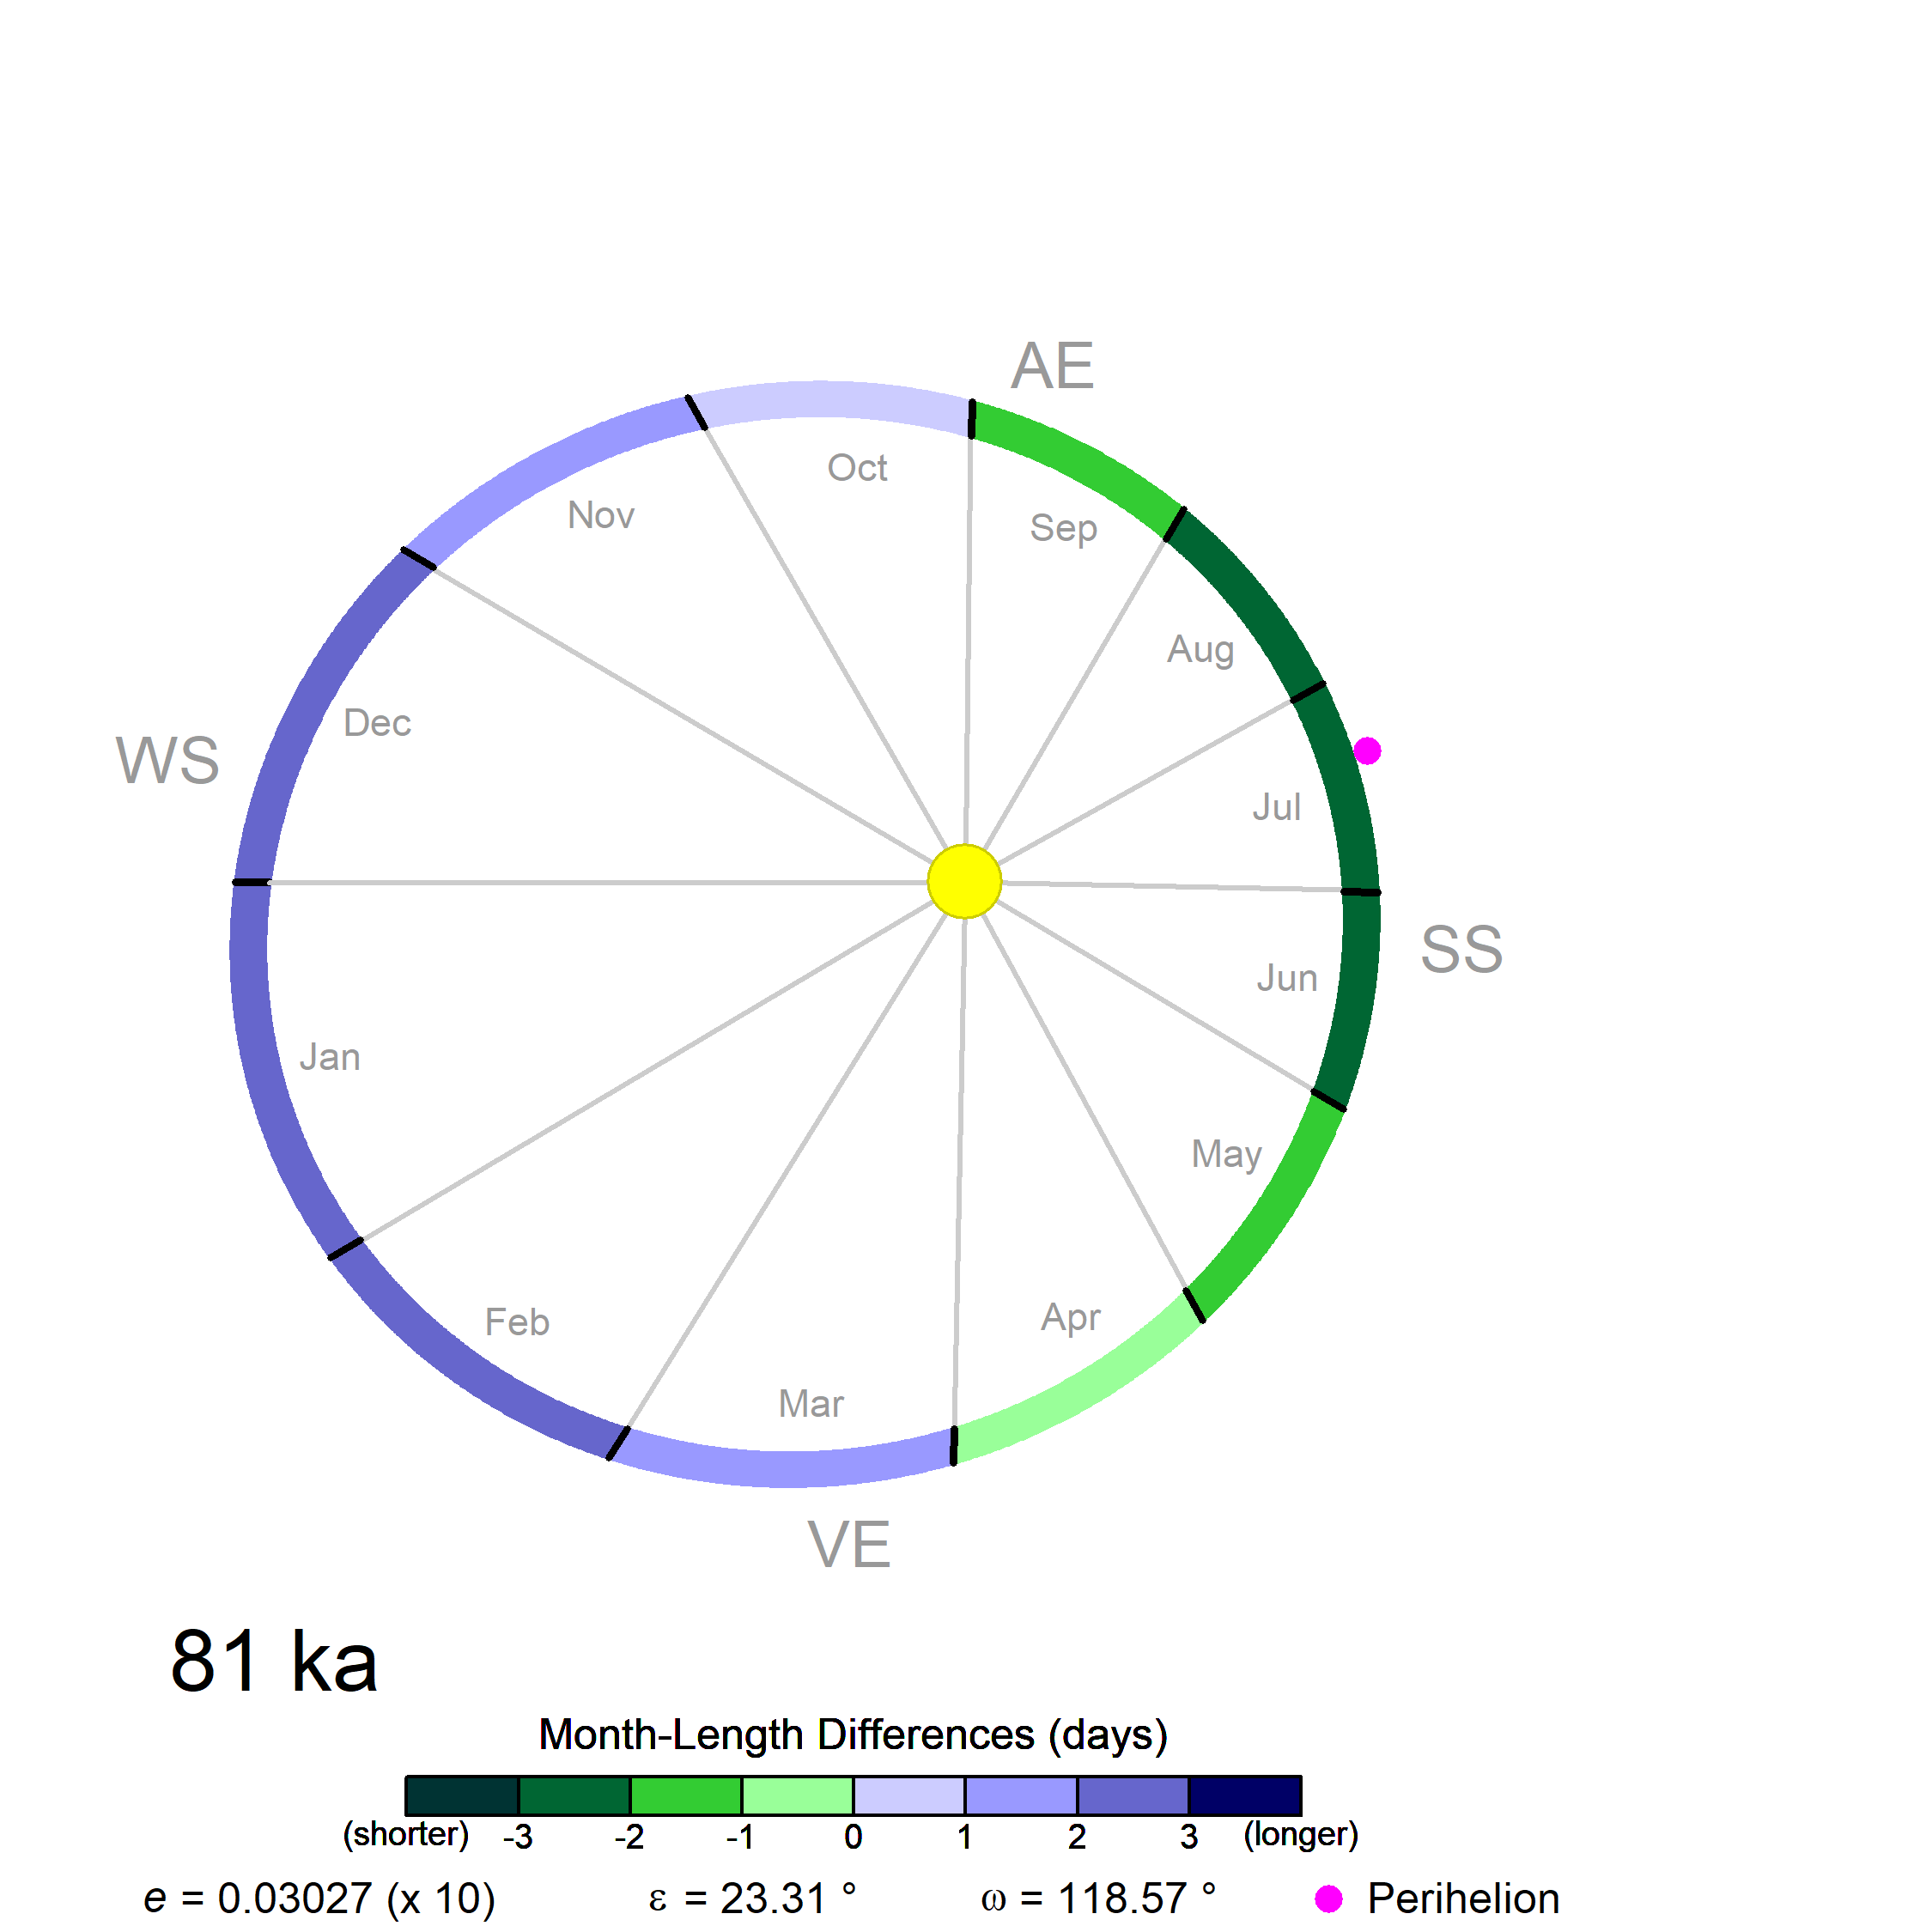 AE
Oct
Sep
Nov
Aug
Dec
WS
Jul
SS
Jun
Jan
May
Feb
Apr
Mar
VE
81 ka
Month-Length Differences (days)
(shorter) -3 -2 -1 0 1 2 3 (longer)
e = 0.03027 (x 10) ε = 23.31 ° ω = 118.57 ° Perihelion